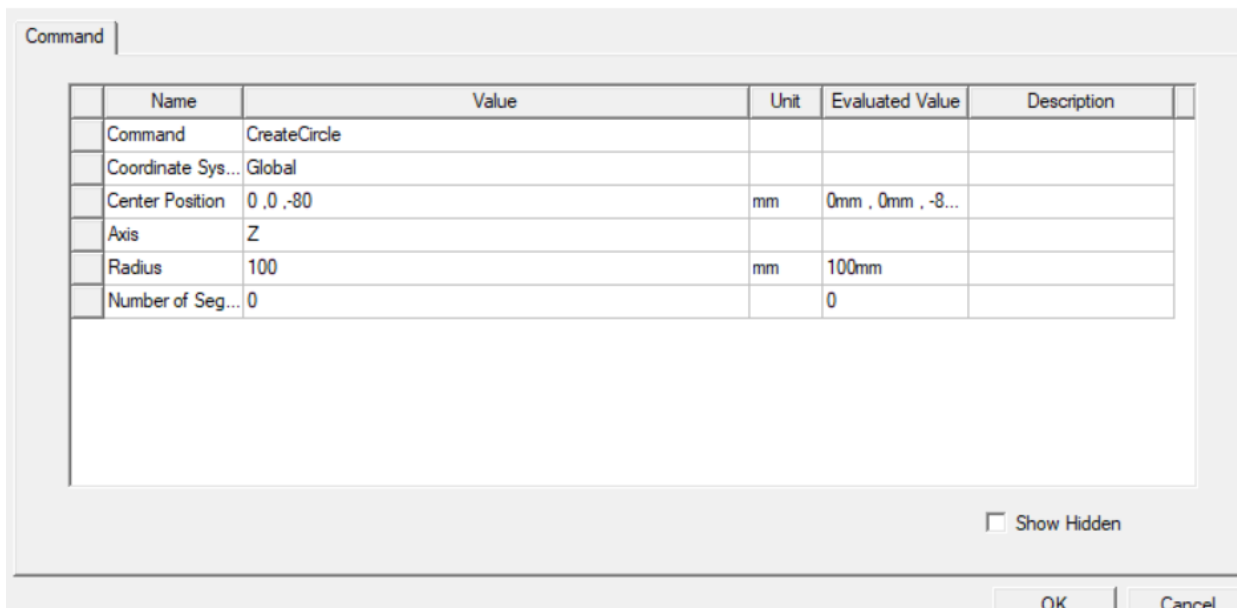 Command
Name Value Unit Evaluated Value Description
Command CreateCircle
Coordinate Sys... Global
Center Position 0 ,0 ,-80 mm 0mm , 0mm , -8...
Axis Z
Radius 100 mm 100mm
Number of Seg... 0 0
Show Hidden
OK Cancel